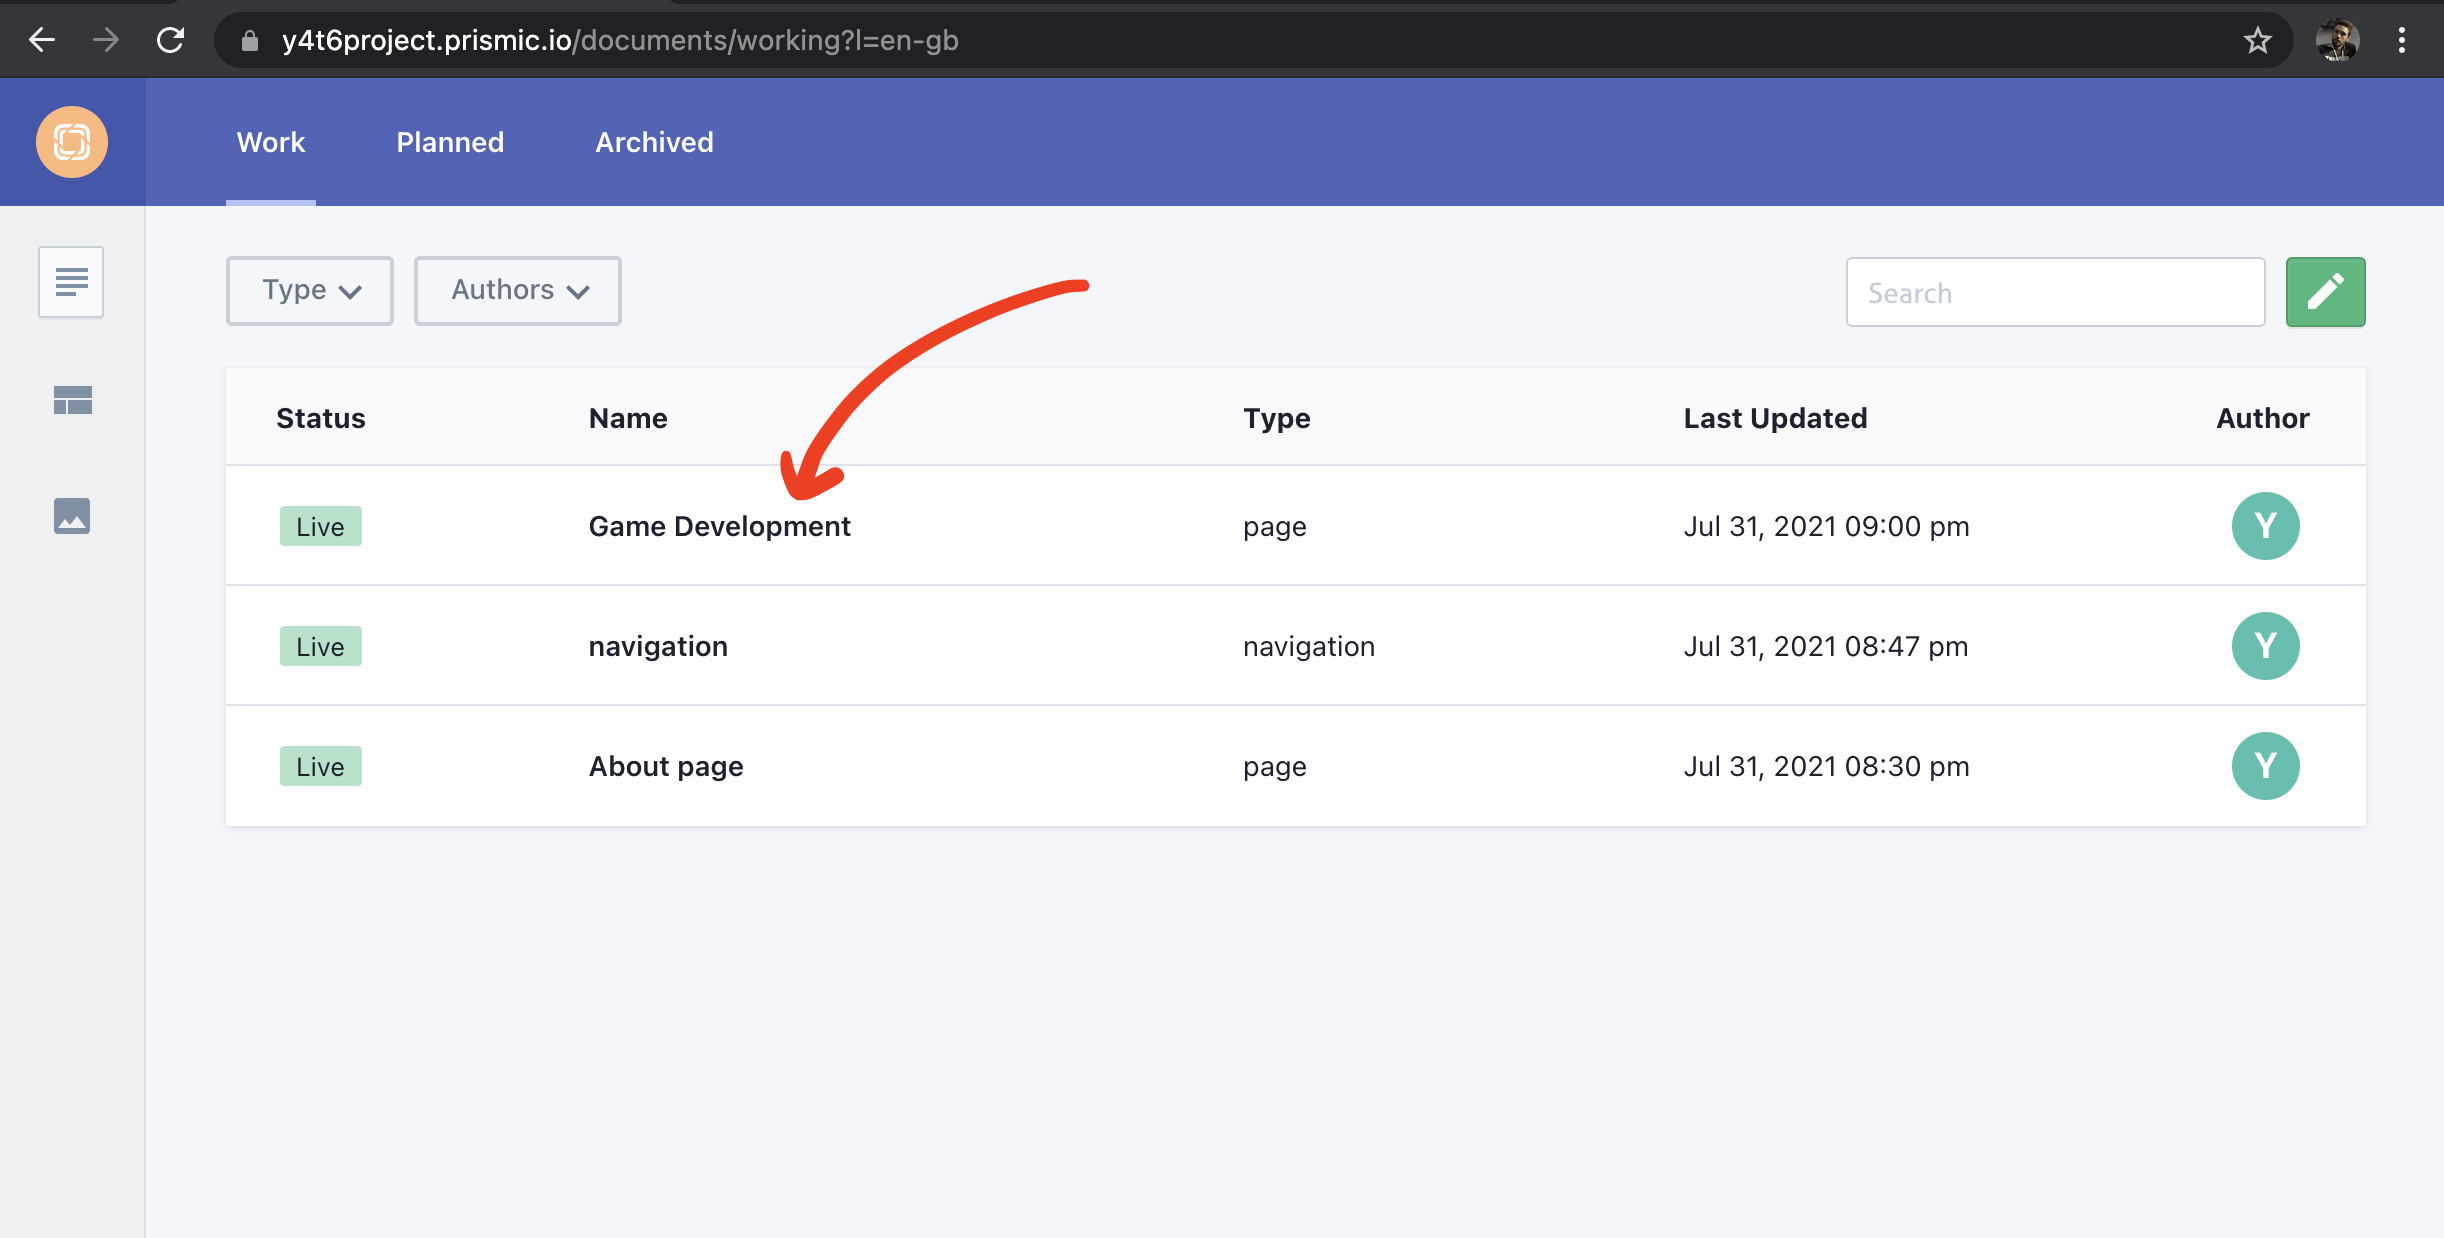 y4t6project.prismic.io/documents/working?l=en-gb
Work Planned Archived
Type Authors Search
Status Name Type Last Updated Author
Live Game Development page Jul 31, 2021 09:00 pm Y
Live navigation navigation Jul 31, 2021 08:47 pm Y
Live About page page Jul 31, 2021 08:30 pm Y